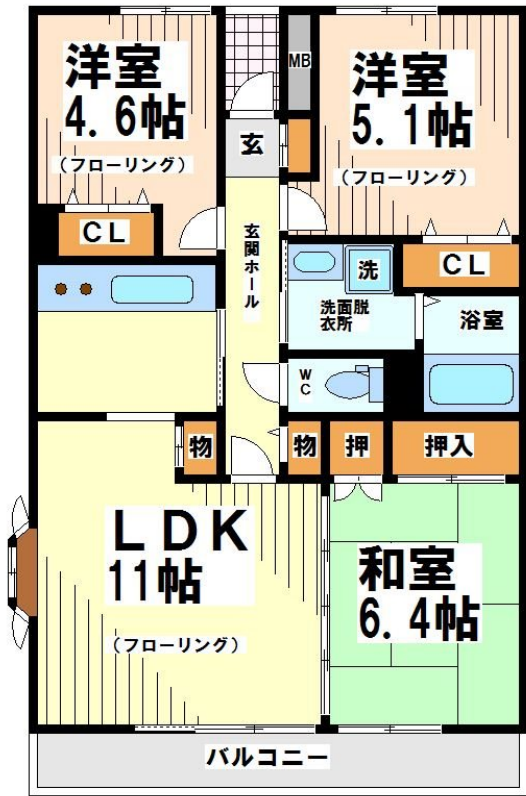 洋室
4.6帖
(フローリング)
MB
洋室
5.1帖
(フローリング)
玄
CL
玄関ホール
洗
洗面脱
衣所
CL
浴室
WC
物
物
押
押入
LDK
11帖
(フローリング)
和室
6.4帖
バルコニー